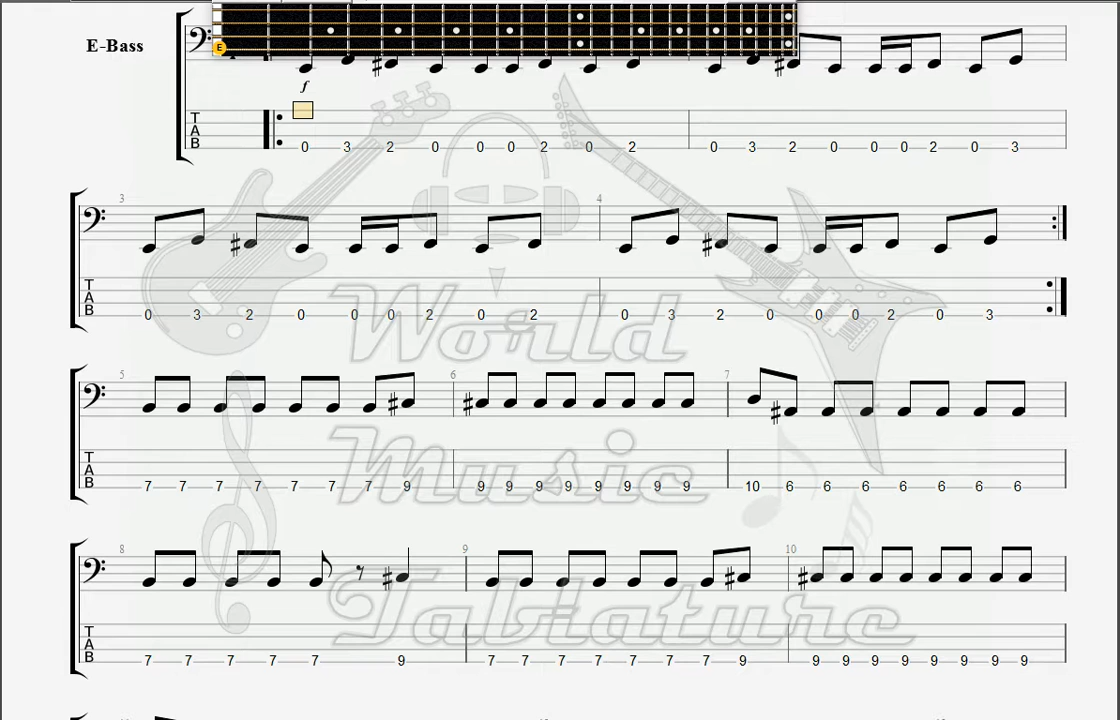 E-Bass
E
f
T
A
B
0 3 2 0 0 0 2 0 2 0 3 2 0 0 0 2 0 3
3 4
T
A
B
0 3 2 0 0 0 2 0 2 0 3 2 0 0 0 2 0 3
World
5 6 7
T
A
B
7 7 7 7 7 7 7 9 9 9 9 9 9 9 9 9 10 6 6 6 6 6 6 6
Music
8 9 10
T
A
B
7 7 7 7 7 9 7 7 7 7 7 7 7 9 9 9 9 9 9 9 9 9
Tablature